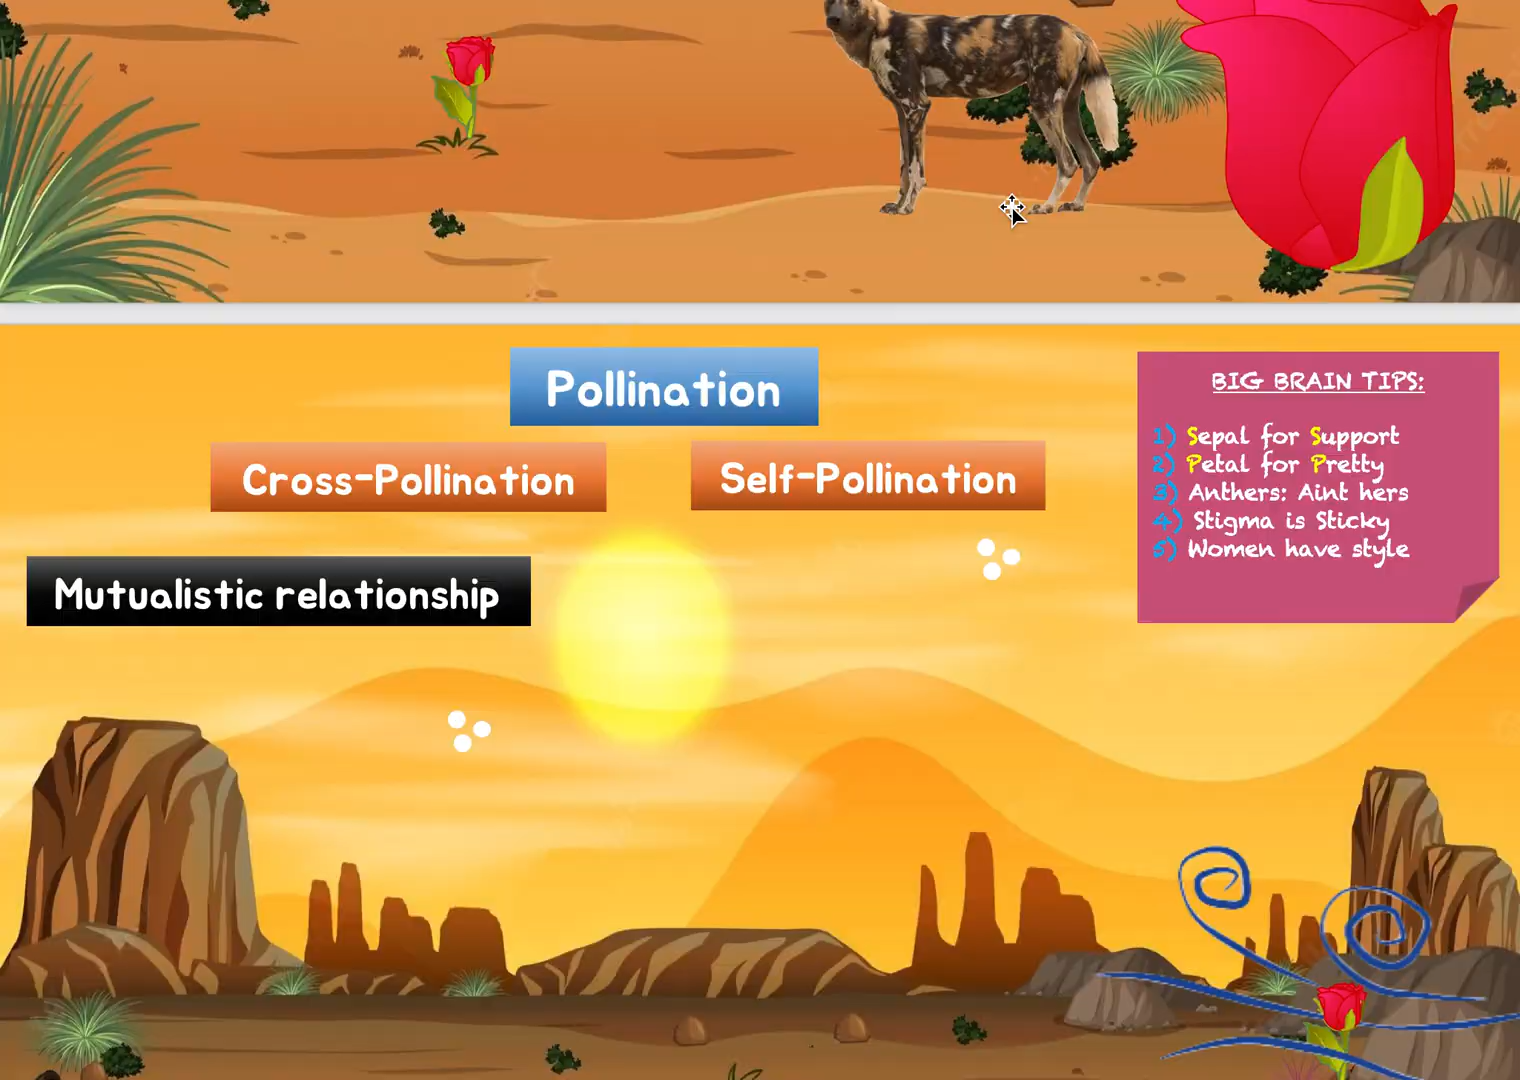 Pollination
Cross-Pollination
Self-Pollination
Mutualistic relationship
BIG BRAIN TIPS:
1) Sepal for Support
2) Petal for Pretty
3) Anthers: Aint hers
4) Stigma is Sticky
5) Women have style